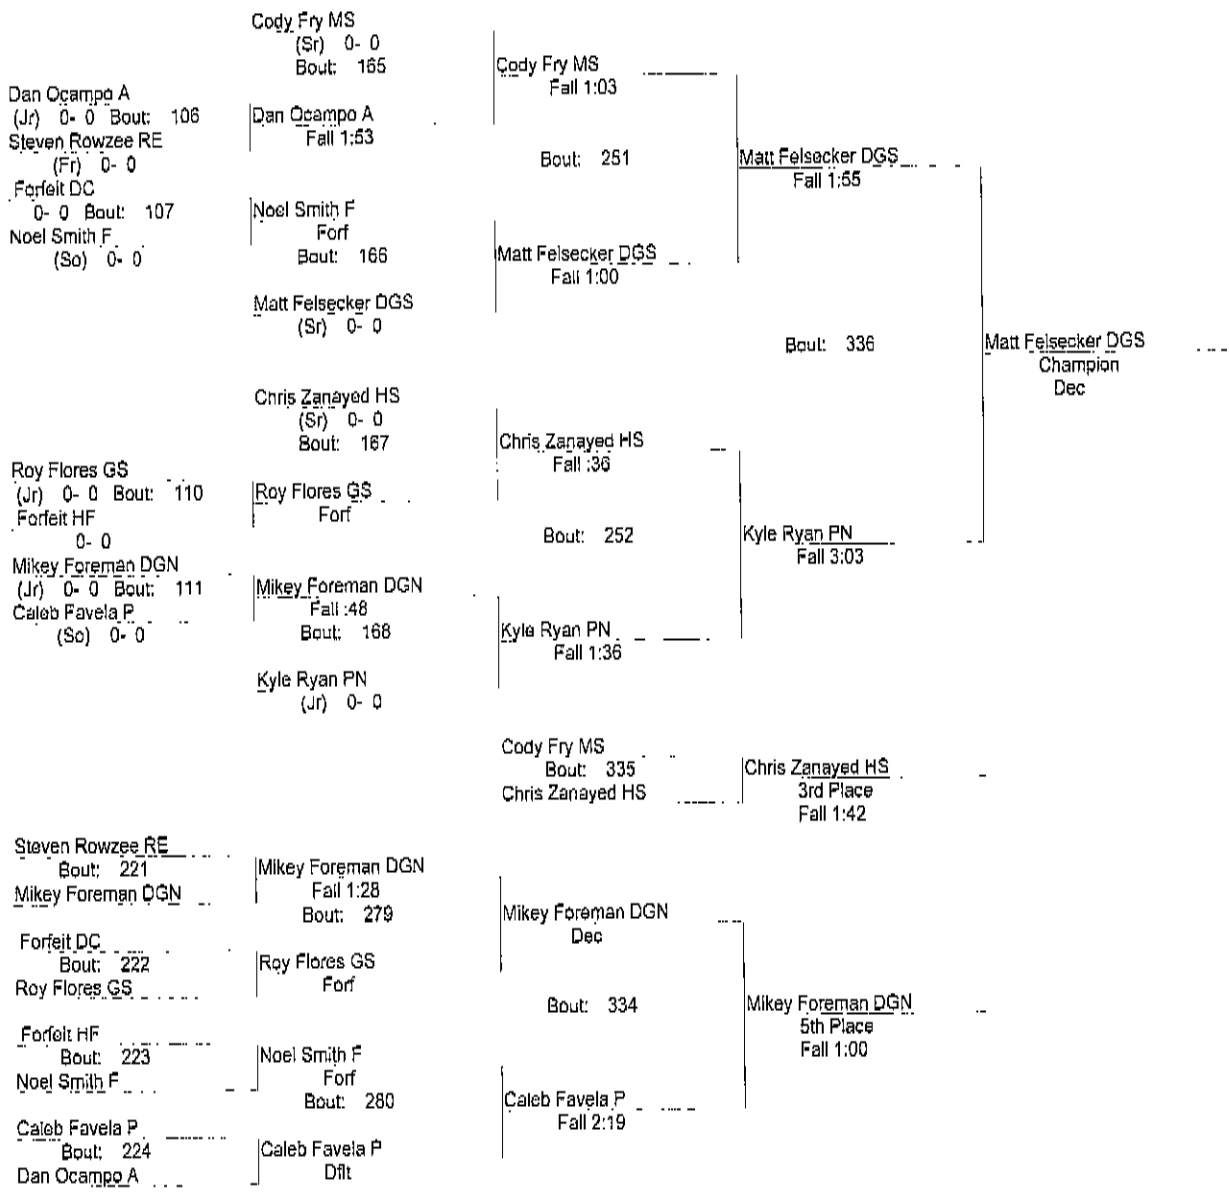 Cody Fry MS
(Sr) 0- 0
Bout: 165
Cody Fry MS
Fall 1:03
Dan Ocampo A
(Jr) 0- 0 Bout: 106
Steven Rowzee RE
(Fr) 0- 0
Forfeit DC
0- 0 Bout: 107
Noel Smith F
(So) 0- 0
Dan Ocampo A
Fall 1:53
Bout: 251
Matt Felsecker DGS
Fall 1:55
Noel Smith F
Forf
Bout: 166
Matt Felsecker DGS
Fall 1:00
Matt Felsecker DGS
(Sr) 0- 0
Bout: 336
Matt Felsecker DGS
Champion
Dec
Chris Zanayed HS
(Sr) 0- 0
Bout: 167
Chris Zanayed HS
Fall :36
Roy Flores GS
(Jr) 0- 0 Bout: 110
Forfeit HF
0- 0
Mikey Foreman DGN
(Jr) 0- 0 Bout: 111
Caleb Favela P
(So) 0- 0
Roy Flores GS
Forf
Bout: 252
Kyle Ryan PN
Fall 3:03
Mikey Foreman DGN
Fall :48
Bout: 168
Kyle Ryan PN
Fall 1:36
Kyle Ryan PN
(Jr) 0- 0
Cody Fry MS
Bout: 335
Chris Zanayed HS
Chris Zanayed HS
3rd Place
Fall 1:42
Steven Rowzee RE
Bout: 221
Mikey Foreman DGN
Mikey Foreman DGN
Fall 1:28
Bout: 279
Mikey Foreman DGN
Dec
Forfeit DC
Bout: 222
Roy Flores GS
Roy Flores GS
Forf
Bout: 334
Mikey Foreman DGN
5th Place
Fall 1:00
Forfeit HF
Bout: 223
Noel Smith F
Noel Smith F
Forf
Bout: 280
Caleb Favela P
Fall 2:19
Caleb Favela P
Bout: 224
Dan Ocampo A
Caleb Favela P
Dflt